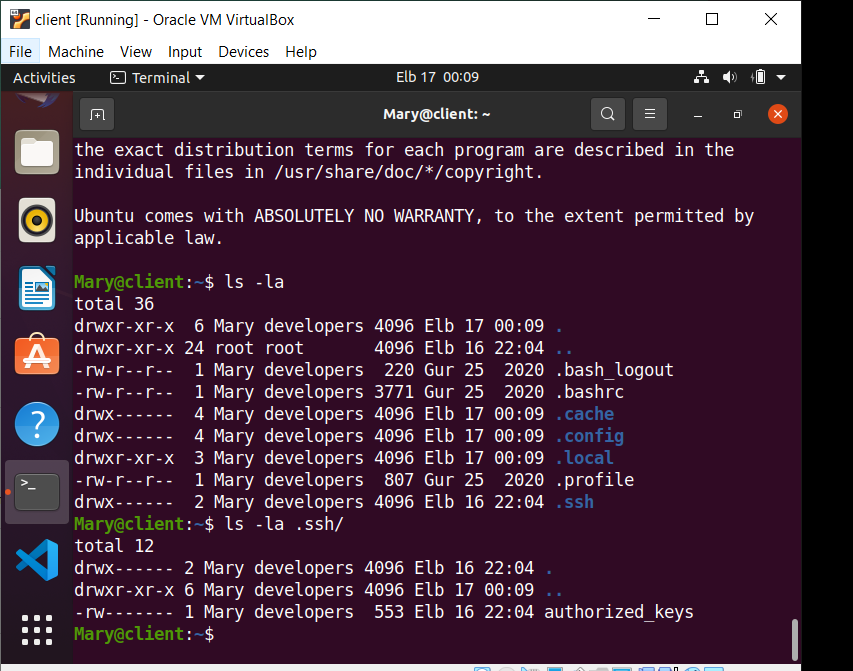 client [Running] - Oracle VM VirtualBox
File Machine View Input Devices Help
Activities Terminal Elb 17 00:09
Mary@client: ~
the exact distribution terms for each program are described in the
individual files in /usr/share/doc/*/copyright.
Ubuntu comes with ABSOLUTELY NO WARRANTY, to the extent permitted by
applicable law.
Mary@client:~$ ls -la
total 36
drwxr-xr-x  6 Mary developers 4096 Elb 17 00:09 .
drwxr-xr-x 24 root root       4096 Elb 16 22:04 ..
-rw-r--r--  1 Mary developers  220 Gur 25  2020 .bash_logout
-rw-r--r--  1 Mary developers 3771 Gur 25  2020 .bashrc
drwx------  4 Mary developers 4096 Elb 17 00:09 .cache
drwx------  4 Mary developers 4096 Elb 17 00:09 .config
drwxr-xr-x  3 Mary developers 4096 Elb 17 00:09 .local
-rw-r--r--  1 Mary developers  807 Gur 25  2020 .profile
drwx------  2 Mary developers 4096 Elb 16 22:04 .ssh
Mary@client:~$ ls -la .ssh/
total 12
drwx------ 2 Mary developers 4096 Elb 16 22:04 .
drwxr-xr-x 6 Mary developers 4096 Elb 17 00:09 ..
-rw------- 1 Mary developers  553 Elb 16 22:04 authorized_keys
Mary@client:~$